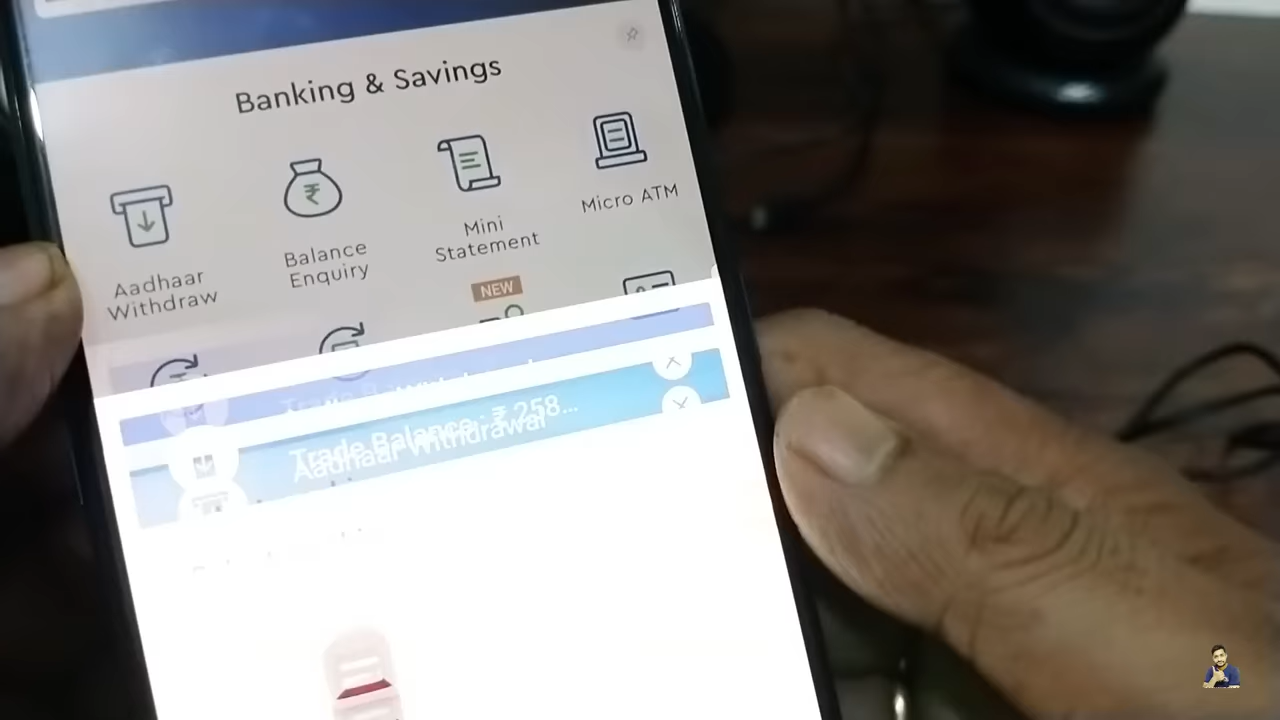 Banking & Savings
Aadhaar
Withdraw
Balance
Enquiry
Mini
Statement
Micro ATM
NEW
Trade Balance : ₹ 258...
Aadhaar Withdrawal